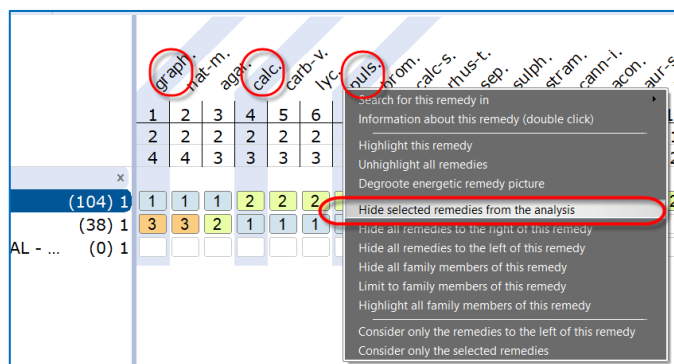 graph. nat-m. agar. calc. carb-v. lyc. puls. brom. calc-s. rhus-t. sep. sulph. stram. cann-i. acon. aur-s
1 2 3 4 5 6
2 2 2 2 2 2
4 4 3 3 3 3
x
(104) 1 1 1 1 2 2 2
(38) 1 3 3 2 1 1 1
AL - ... (0) 1
Search for this remedy in
Information about this remedy (double click)
Highlight this remedy
Unhighlight all remedies
Degroote energetic remedy picture
Hide selected remedies from the analysis
Hide all remedies to the right of this remedy
Hide all remedies to the left of this remedy
Hide all family members of this remedy
Limit to family members of this remedy
Highlight all family members of this remedy
Consider only the remedies to the left of this remedy
Consider only the selected remedies